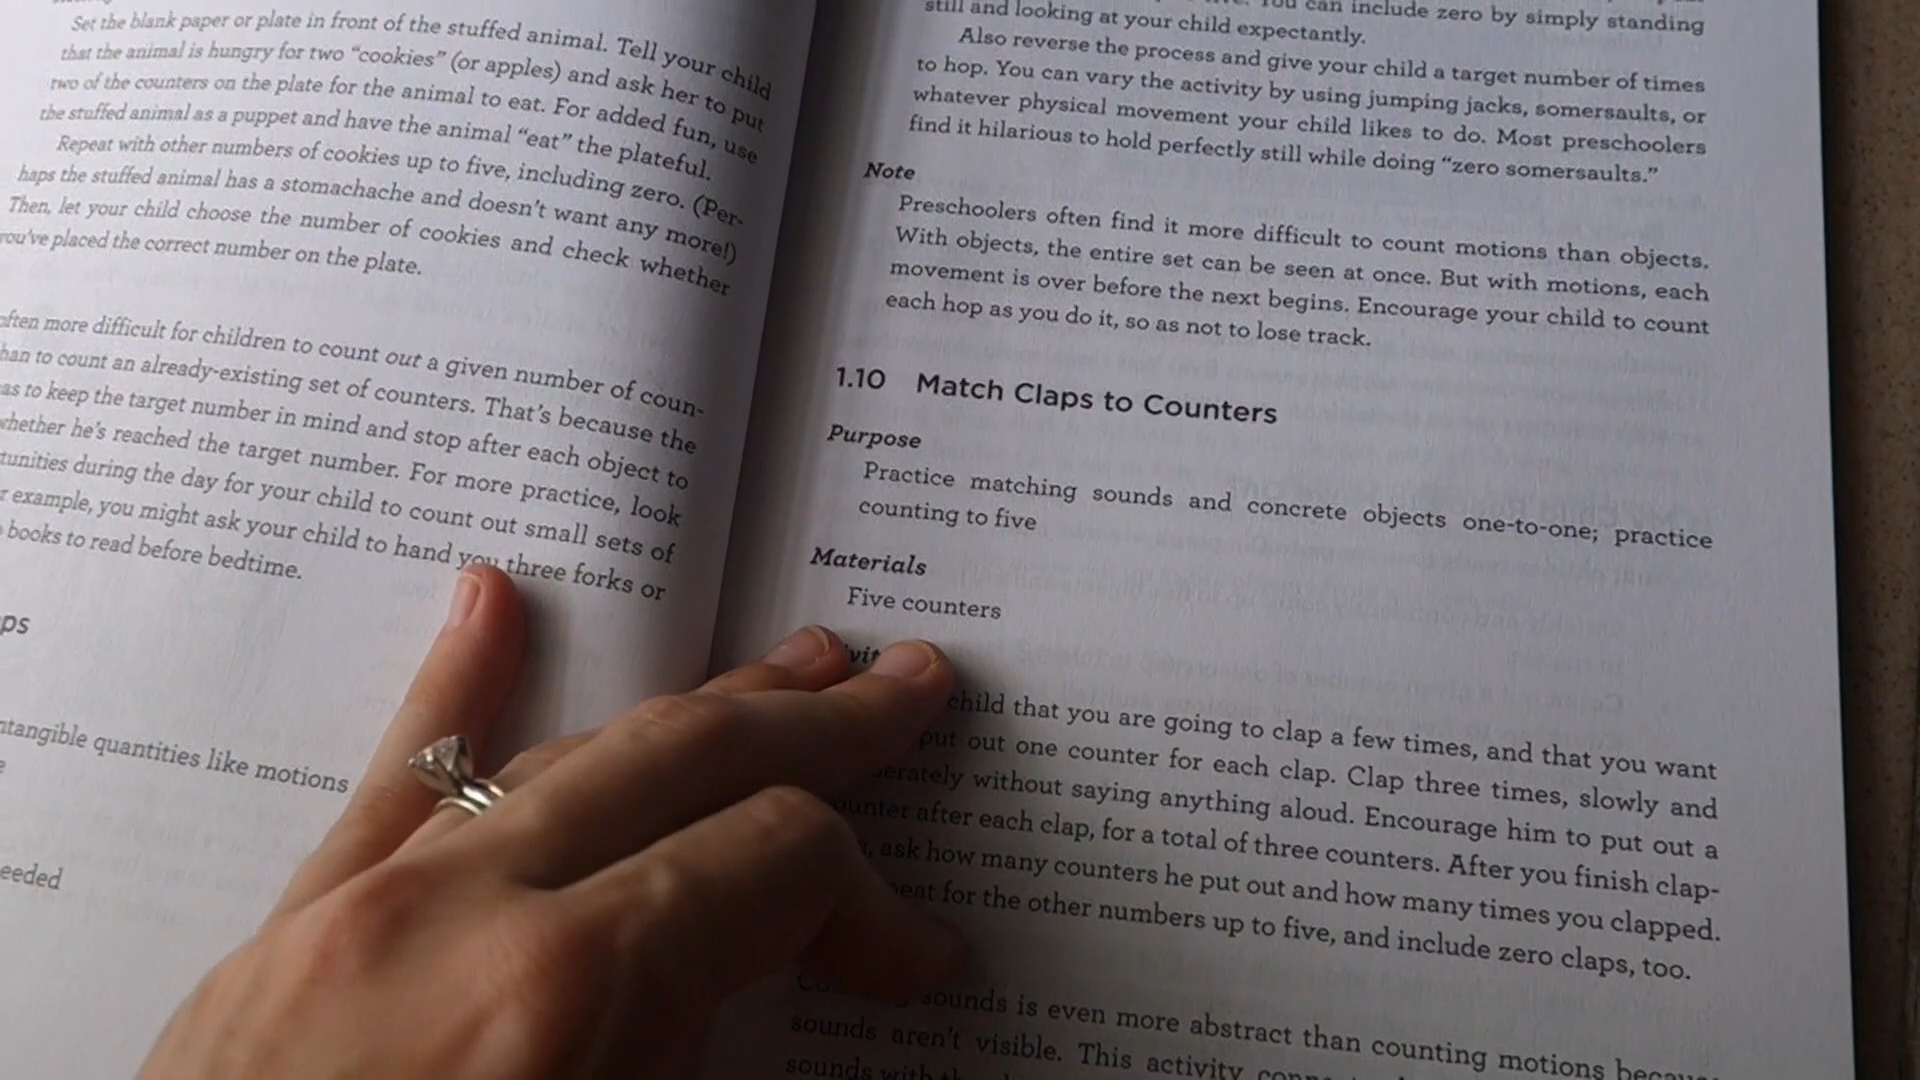 Set the blank paper or plate in front of the stuffed animal. Tell your child
that the animal is hungry for two “cookies” (or apples) and ask her to put
two of the counters on the plate for the animal to eat. For added fun, use
the stuffed animal as a puppet and have the animal “eat” the plateful.
Repeat with other numbers of cookies up to five, including zero. (Per-
haps the stuffed animal has a stomachache and doesn’t want any more!)
Then, let your child choose the number of cookies and check whether
you’ve placed the correct number on the plate.
often more difficult for children to count out a given number of coun-
than to count an already-existing set of counters. That’s because the
as to keep the target number in mind and stop after each object to
whether he’s reached the target number. For more practice, look
tunities during the day for your child to count out small sets of
r example, you might ask your child to hand you three forks or
books to read before bedtime.
ps
ntangible quantities like motions
e
eeded
You can include zero by simply standing
still and looking at your child expectantly.
Also reverse the process and give your child a target number of times
to hop. You can vary the activity by using jumping jacks, somersaults, or
whatever physical movement your child likes to do. Most preschoolers
find it hilarious to hold perfectly still while doing “zero somersaults.”
Note
Preschoolers often find it more difficult to count motions than objects.
With objects, the entire set can be seen at once. But with motions, each
movement is over before the next begins. Encourage your child to count
each hop as you do it, so as not to lose track.
1.10 Match Claps to Counters
Purpose
Practice matching sounds and concrete objects one-to-one; practice
counting to five
Materials
Five counters
vit
child that you are going to clap a few times, and that you want
put out one counter for each clap. Clap three times, slowly and
erately without saying anything aloud. Encourage him to put out a
ounter after each clap, for a total of three counters. After you finish clap-
, ask how many counters he put out and how many times you clapped.
eat for the other numbers up to five, and include zero claps, too.
sounds is even more abstract than counting motions because
sounds aren’t visible. This activity
sounds with